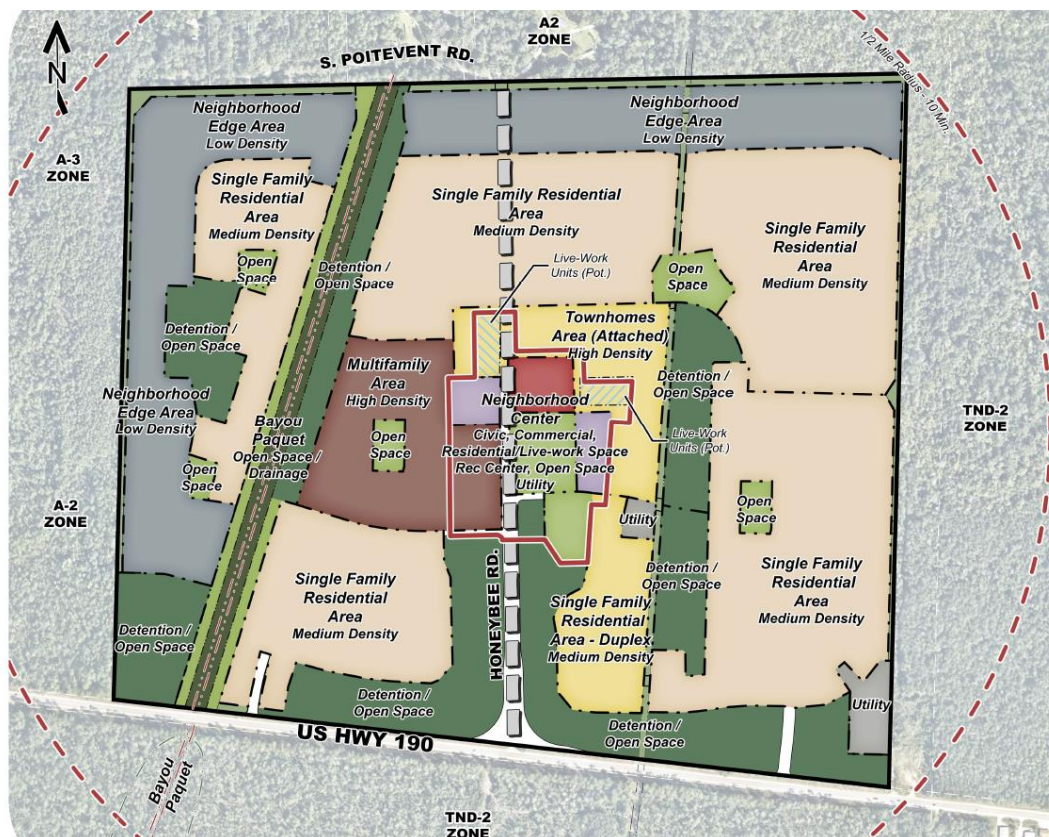 A2
ZONE
S. POITEVENT RD.
1/2 Mile Radius - 10 Min.
N
A-3
ZONE
Neighborhood
Edge Area
Low Density
Neighborhood
Edge Area
Low Density
Single Family
Residential
Area
Medium Density
Single Family Residential
Area
Medium Density
Single Family
Residential
Area
Medium Density
Open
Space
Detention /
Open Space
Live-Work
Units (Pot.)
Open
Space
Detention /
Open Space
Townhomes
Area (Attached)
High Density
Multifamily
Area
High Density
Detention /
Open Space
Neighborhood
Edge Area
Low Density
Neighborhood
Center
Civic, Commercial,
Residential/Live-work Space
Rec Center, Open Space
Utility
TND-2
ZONE
Bayou
Paquet
Open Space /
Drainage
Open
Space
Live-Work
Units (Pot.)
Open
Space
A-2
ZONE
Open
Space
Utility
Single Family
Residential
Area
Medium Density
HONEYBEE RD.
Detention /
Open Space
Single Family
Residential
Area
Medium Density
Single Family
Residential
Area - Duplex
Medium Density
Detention /
Open Space
Detention /
Open Space
Utility
Detention /
Open Space
US HWY 190
Bayou
Paquet
TND-2
ZONE